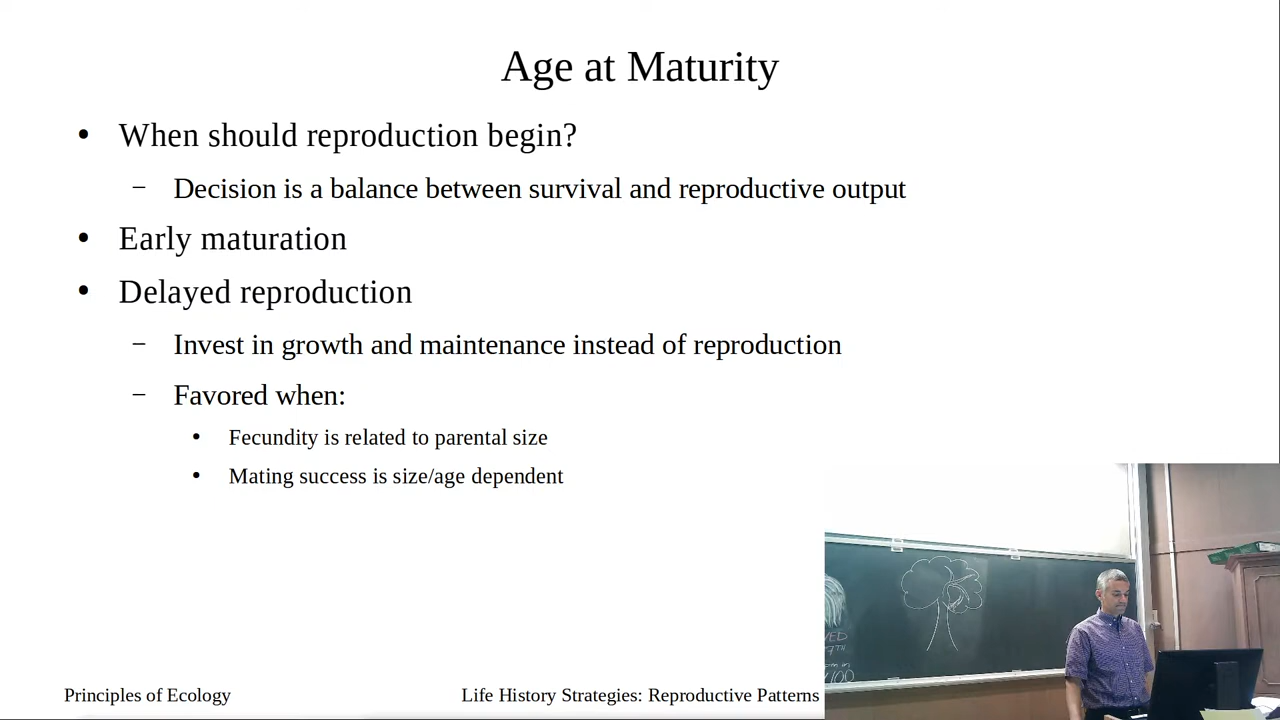 Age at Maturity
• When should reproduction begin?
– Decision is a balance between survival and reproductive output
• Early maturation
• Delayed reproduction
– Invest in growth and maintenance instead of reproduction
– Favored when:
• Fecundity is related to parental size
• Mating success is size/age dependent
Principles of Ecology
Life History Strategies: Reproductive Patterns
7TH